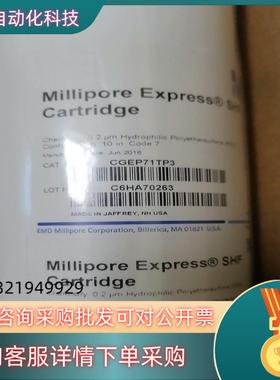 自动化科技
Millipore Express® SH
Cartridge
0.2 µm Hydrophilic Polyethersulfone
10 in Code 7
Jun 2016
CAT.
CGEP71TP3
LOT N
C6HA70263
MADE IN JAFFREY, NH USA
EMD Millipore Corporation, Billerica, MA 01821 USA
Millipore Express® SHF
Cartridge
0.2 µm Hydrophilic
821949929
咨询采购批发可对公开票
问客服详情下单采购